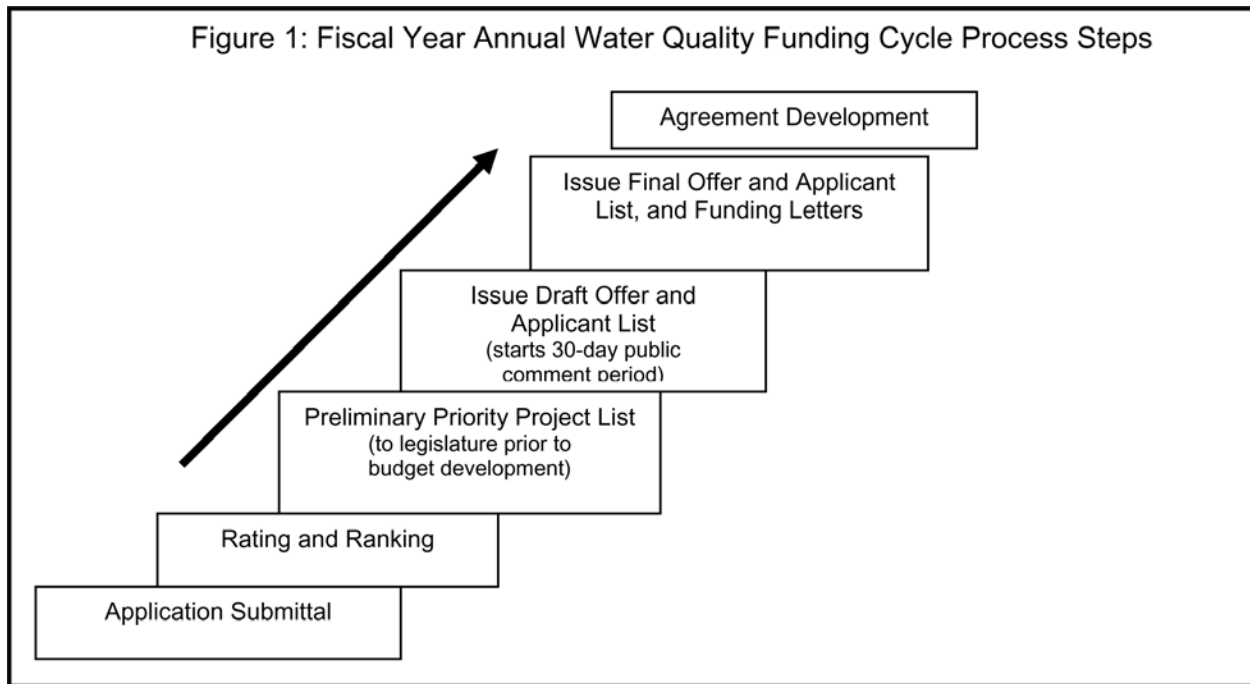 Figure 1: Fiscal Year Annual Water Quality Funding Cycle Process Steps
Agreement Development
Issue Final Offer and Applicant
List, and Funding Letters
Issue Draft Offer and
Applicant List
(starts 30-day public
comment period)
Preliminary Priority Project List
(to legislature prior to
budget development)
Rating and Ranking
Application Submittal